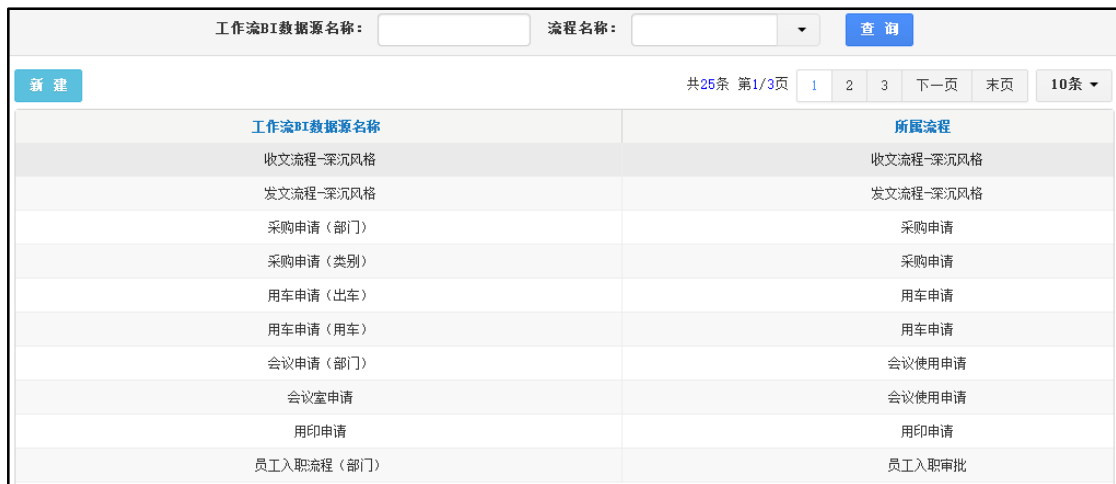 工作流BI数据源名称： 流程名称： 查 询
新 建 共25条 第1/3页 1 2 3 下一页 末页 10条
工作流BI数据源名称 所属流程
收文流程-深沉风格 收文流程-深沉风格
发文流程-深沉风格 发文流程-深沉风格
采购申请（部门） 采购申请
采购申请（类别） 采购申请
用车申请（出车） 用车申请
用车申请（用车） 用车申请
会议申请（部门） 会议使用申请
会议室申请 会议使用申请
用印申请 用印申请
员工入职流程（部门） 员工入职审批